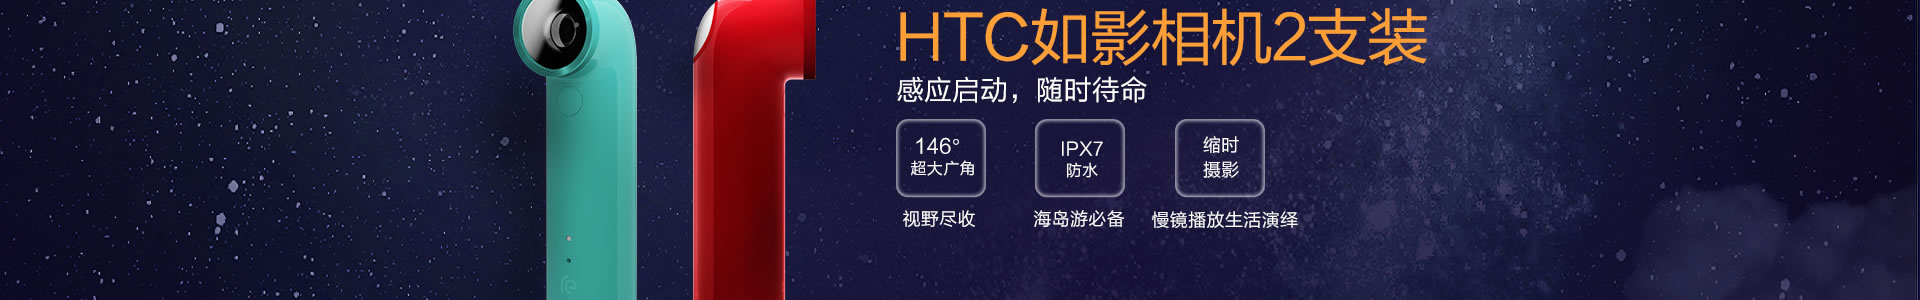 HTC如影相机2支装
感应启动，随时待命
146°
超大广角
IPX7
防水
缩时
摄影
视野尽收
海岛游必备
慢镜播放生活演绎